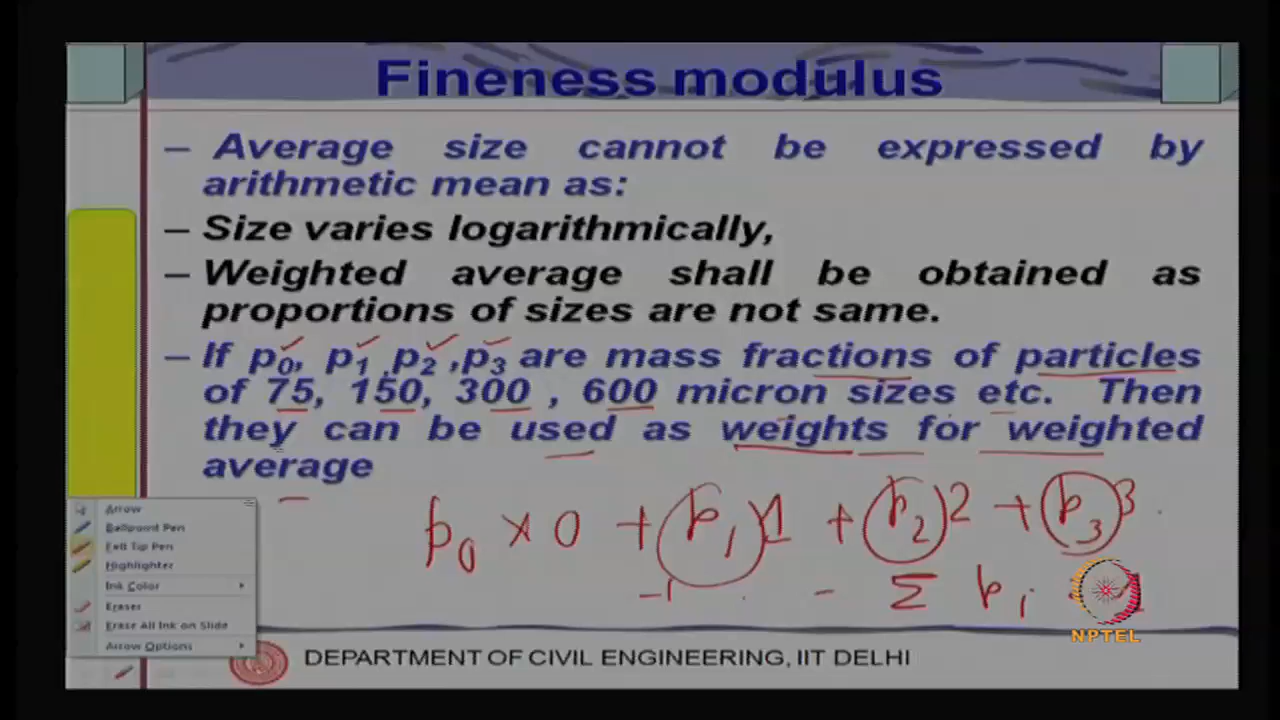 Fineness modulus
– Average size cannot be expressed by
arithmetic mean as:
– Size varies logarithmically,
– Weighted average shall be obtained as
proportions of sizes are not same.
– If p0, p1 p2 ,p3 are mass fractions of particles
of 75, 150, 300 , 600 micron sizes etc. Then
they can be used as weights for weighted
average
p0 × 0 + p1)1 + p2)2 + p3)3
Σ pi
Arrow
Ballpoint Pen
Felt Tip Pen
Highlighter
Ink Color
Eraser
Erase All Ink on Slide
Arrow Options
NPTEL
DEPARTMENT OF CIVIL ENGINEERING, IIT DELHI